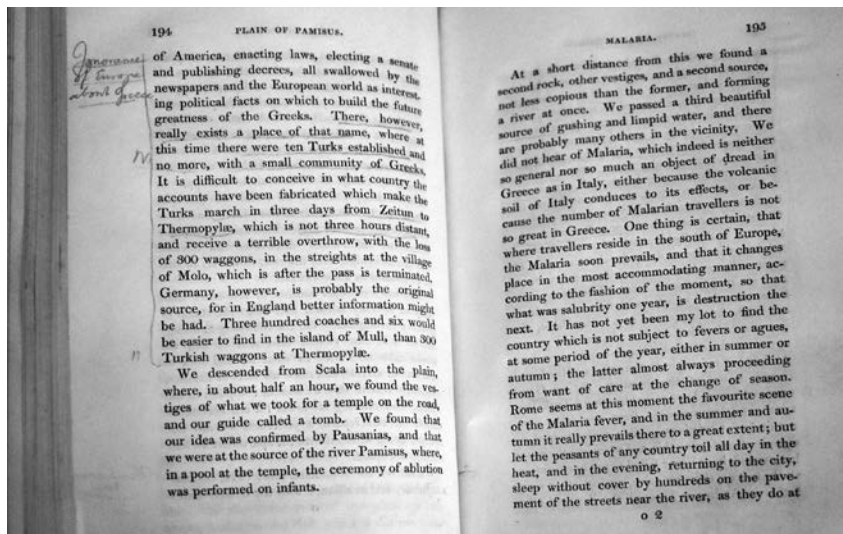 194
PLAIN OF PAMISUS.
Ignorance
of Europe
about Greece
of America, enacting laws, electing a senate
and publishing decrees, all swallowed by the
newspapers and the European world as interest-
ing political facts on which to build the future
greatness of the Greeks. There, however,
really exists a place of that name, where at
this time there were ten Turks established and
no more, with a small community of Greeks.
It is difficult to conceive in what country the
accounts have been fabricated which make the
Turks march in three days from Zeitun to
Thermopylæ, which is not three hours distant,
and receive a terrible overthrow, with the loss
of 300 waggons, in the streights at the village
of Molo, which is after the pass is terminated.
Germany, however, is probably the original
source, for in England better information might
be had. Three hundred coaches and six would
be easier to find in the island of Mull, than 300
Turkish waggons at Thermopylæ.
We descended from Scala into the plain,
where, in about half an hour, we found the ves-
tiges of what we took for a temple on the road,
and our guide called a tomb. We found that
our idea was confirmed by Pausanias, and that
we were at the source of the river Pamisus, where,
in a pool at the temple, the ceremony of ablution
was performed on infants.
MALARIA.
195
At a short distance from this we found a
second rock, other vestiges, and a second source,
not less copious than the former, and forming
a river at once. We passed a third beautiful
source of gushing and limpid water, and there
are probably many others in the vicinity. We
did not hear of Malaria, which indeed is neither
so general nor so much an object of dread in
Greece as in Italy, either because the volcanic
soil of Italy conduces to its effects, or be-
cause the number of Malarian travellers is not
so great in Greece. One thing is certain, that
where travellers reside in the south of Europe,
the Malaria soon prevails, and that it changes
place in the most accommodating manner, ac-
cording to the fashion of the moment, so that
what was salubrity one year, is destruction the
next. It has not yet been my lot to find the
country which is not subject to fevers or agues,
at some period of the year, either in summer or
autumn; the latter almost always proceeding
from want of care at the change of season.
Rome seems at this moment the favourite scene
of the Malaria fever, and in the summer and au-
tumn it really prevails there to a great extent; but
let the peasants of any country toil all day in the
heat, and in the evening, returning to the city,
sleep without cover by hundreds on the pave-
ment of the streets near the river, as they do at
o 2